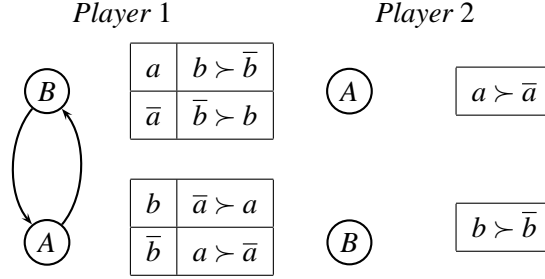 Player 1
Player 2
B
a b ≻ b̅
a̅ b̅ ≻ b
A
a ≻ a̅
A
b a̅ ≻ a
b̅ a ≻ a̅
B
b ≻ b̅